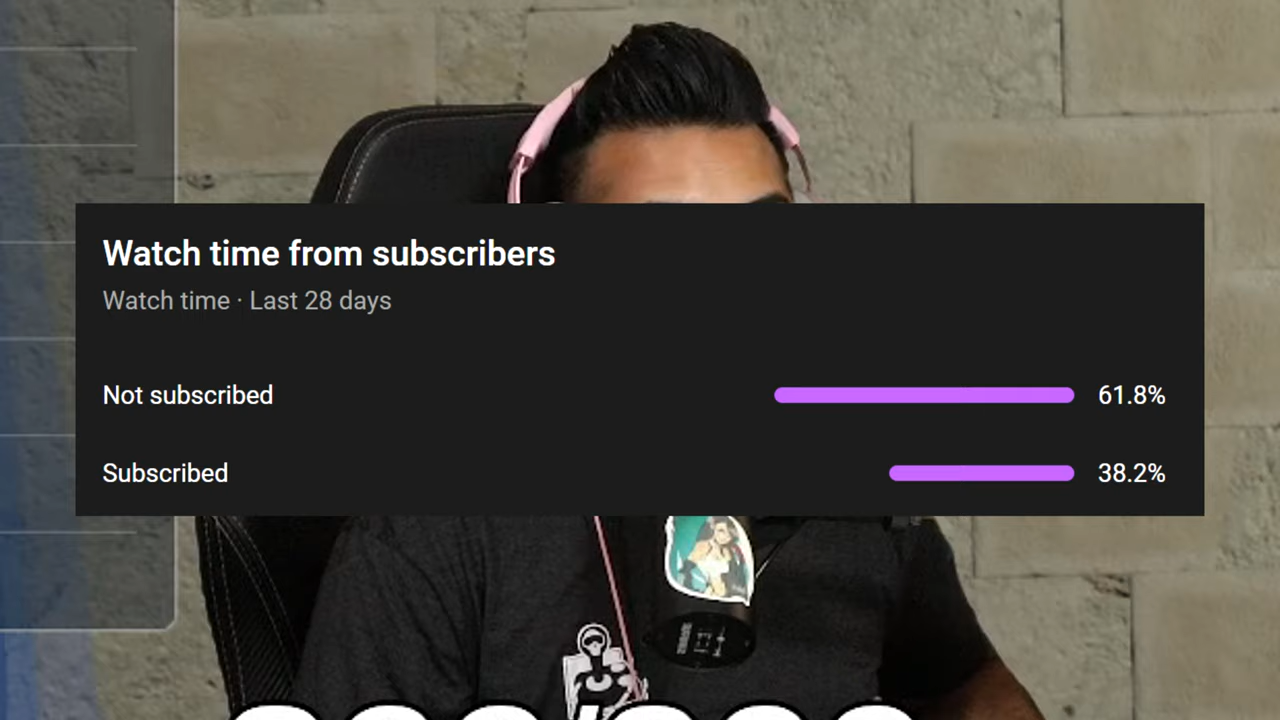 Watch time from subscribers
Watch time · Last 28 days
Not subscribed 61.8%
Subscribed 38.2%